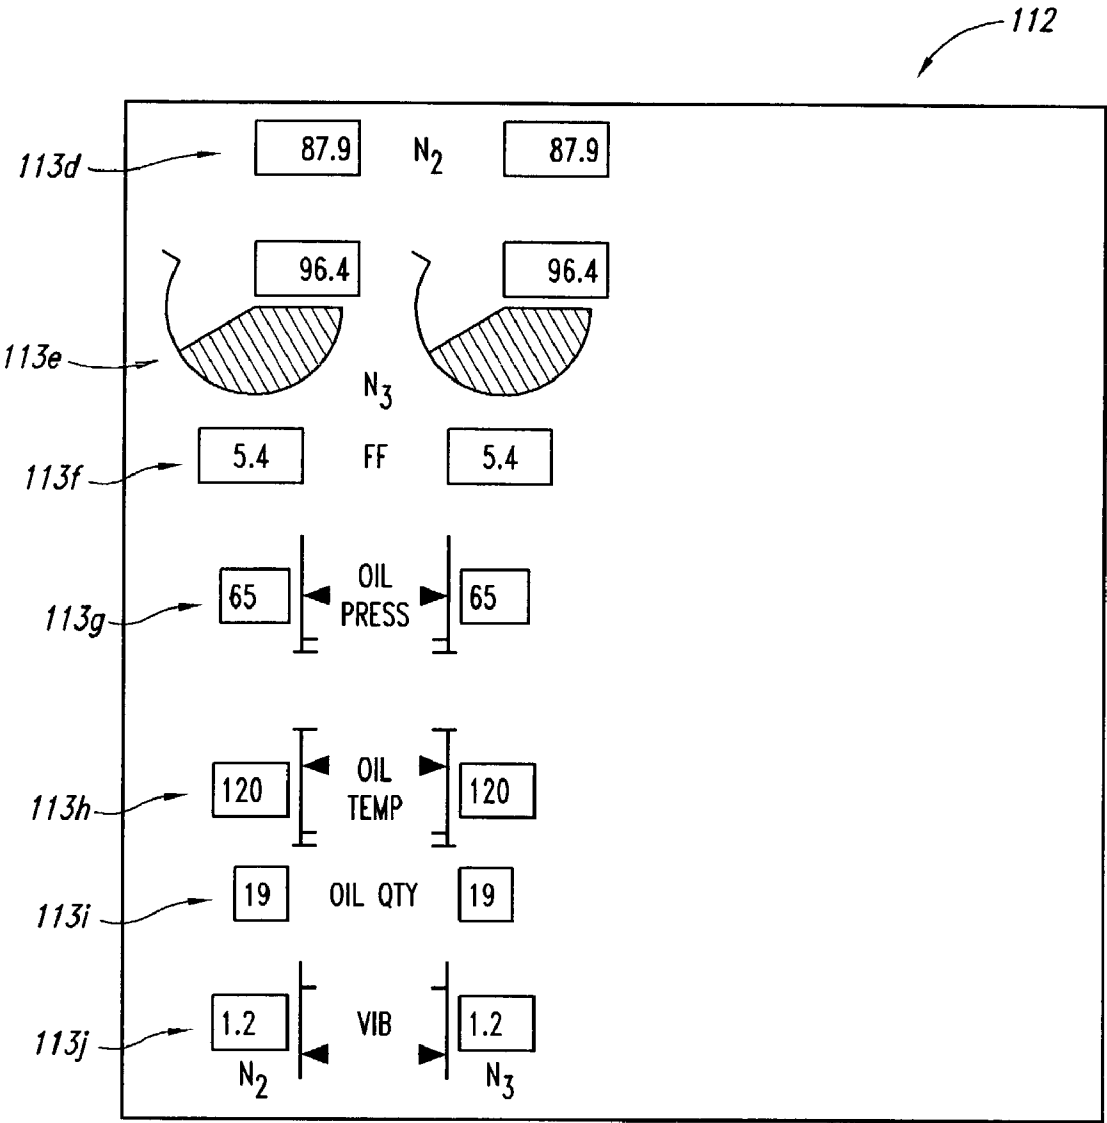 112
113d 87.9 N₂ 87.9
96.4 96.4
113e
N₃
113f 5.4 FF 5.4
OIL
113g 65 PRESS 65
OIL
113h 120 TEMP 120
113i 19 OIL QTY 19
113j 1.2 VIB 1.2
N₂ N₃